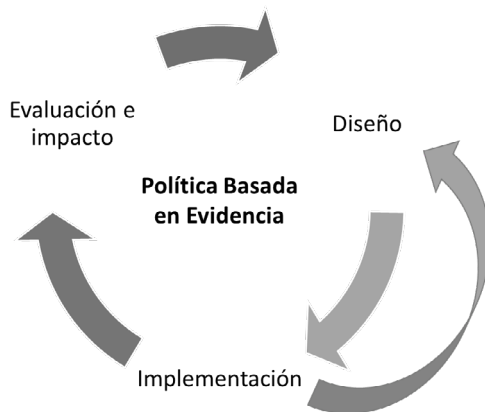 Evaluación e
impacto
Diseño
Política Basada
en Evidencia
Implementación